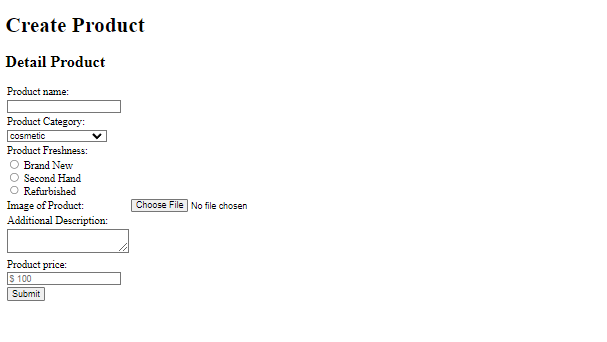 Create Product
Detail Product
Product name:
Product Category:
cosmetic
Product Freshness:
Brand New
Second Hand
Refurbished
Image of Product: Choose File No file chosen
Additional Description:
Product price:
$ 100
Submit